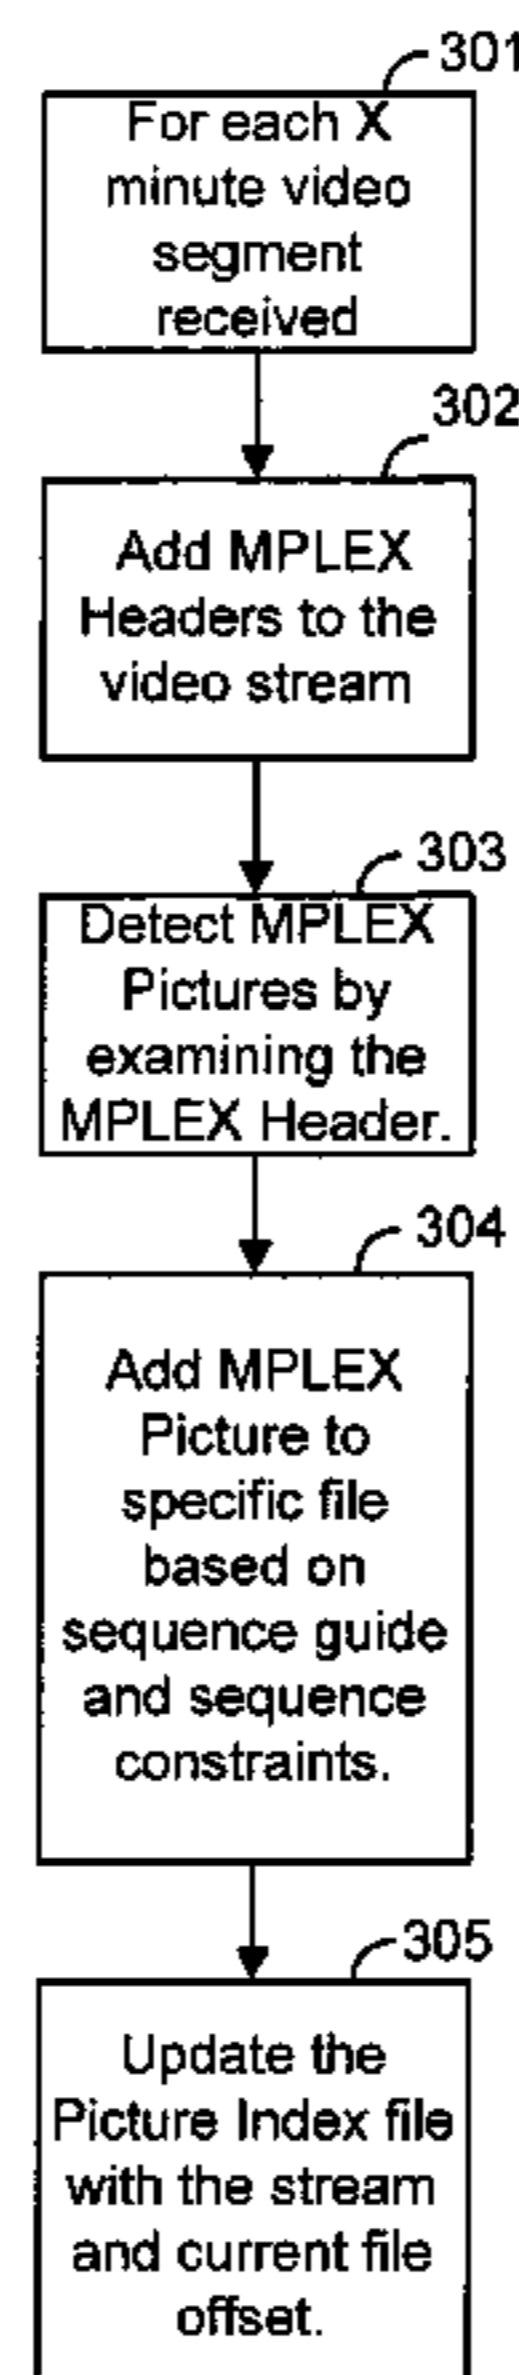 301
For each X
minute video
segment
received
302
Add MPLEX
Headers to the
video stream
303
Detect MPLEX
Pictures by
examining the
MPLEX Header.
304
Add MPLEX
Picture to
specific file
based on
sequence guide
and sequence
constraints.
305
Update the
Picture Index file
with the stream
and current file
offset.